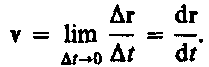 v = lim Δt→0 Δr/Δt = dr/dt.